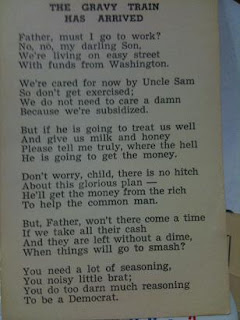 THE GRAVY TRAIN
HAS ARRIVED
Father, must I go to work?
No, no, my darling Son,
We're living on easy street
With funds from Washington.
We're cared for now by Uncle Sam
So don't get exercised;
We do not need to care a damn
Because we're subsidized.
But if he is going to treat us well
And give us milk and honey
Please tell me truly, where the hell
He is going to get the money.
Don't worry, child, there is no hitch
About this glorious plan —
He'll get the money from the rich
To help the common man.
But, Father, won't there come a time
If we take all their cash
And they are left without a dime,
When things will go to smash?
You need a lot of seasoning,
You noisy little brat;
You do too darn much reasoning
To be a Democrat.